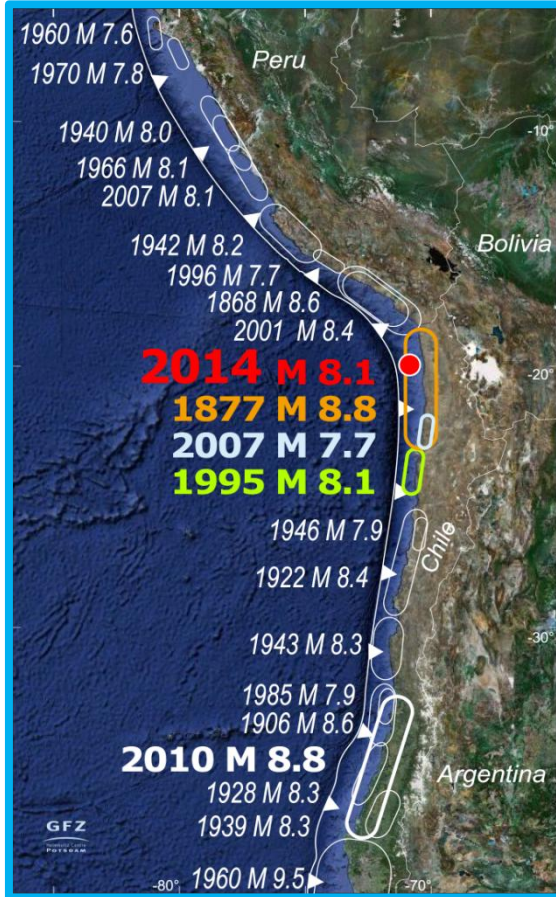 1960 M 7.6
Peru
1970 M 7.8
-10°
1940 M 8.0
1966 M 8.1
2007 M 8.1
1942 M 8.2
Bolivia
1996 M 7.7
1868 M 8.6
2001 M 8.4
2014 M 8.1
-20°
1877 M 8.8
2007 M 7.7
1995 M 8.1
1946 M 7.9
Chile
1922 M 8.4
-30°
1943 M 8.3
1985 M 7.9
1906 M 8.6
2010 M 8.8
Argentina
1928 M 8.3
1939 M 8.3
GFZ
POTSDAM
-80°
1960 M 9.5
-70°